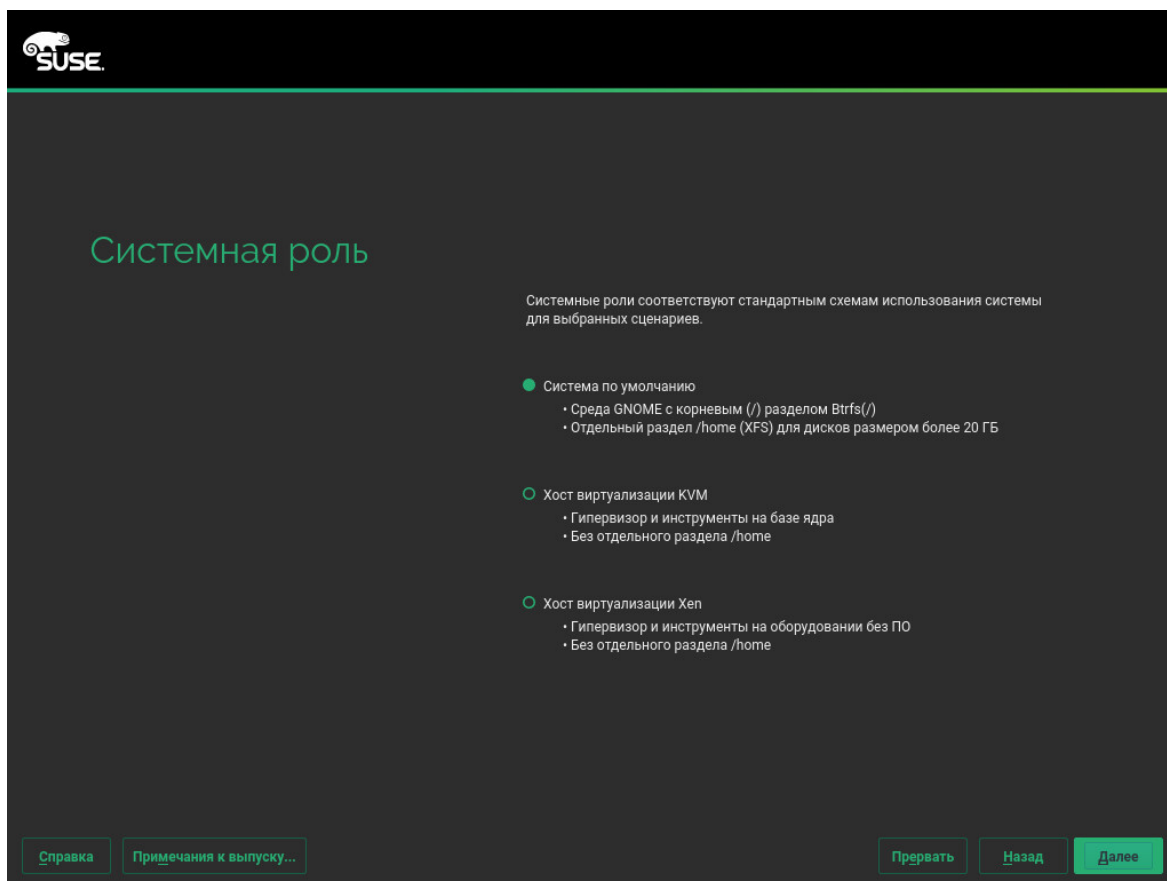 SUSE.
Системная роль
Системные роли соответствуют стандартным схемам использования системы
для выбранных сценариев.
Система по умолчанию
• Среда GNOME с корневым (/) разделом Btrfs(/)
• Отдельный раздел /home (XFS) для дисков размером более 20 ГБ
Хост виртуализации KVM
• Гипервизор и инструменты на базе ядра
• Без отдельного раздела /home
Хост виртуализации Xen
• Гипервизор и инструменты на оборудовании без ПО
• Без отдельного раздела /home
Справка
Примечания к выпуску...
Прервать
Назад
Далее